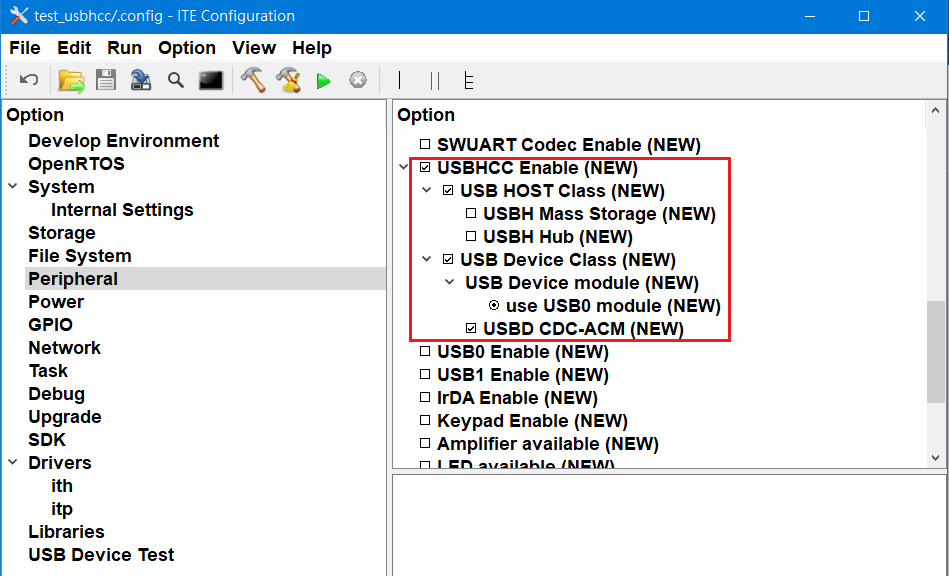 test_usbhcc/.config - ITE Configuration
File Edit Run Option View Help
Option
Develop Environment
OpenRTOS
System
Internal Settings
Storage
File System
Peripheral
Power
GPIO
Network
Task
Debug
Upgrade
SDK
Drivers
ith
itp
Libraries
USB Device Test
Option
SWUART Codec Enable (NEW)
USBHCC Enable (NEW)
USB HOST Class (NEW)
USBH Mass Storage (NEW)
USBH Hub (NEW)
USB Device Class (NEW)
USB Device module (NEW)
use USB0 module (NEW)
USBD CDC-ACM (NEW)
USB0 Enable (NEW)
USB1 Enable (NEW)
IrDA Enable (NEW)
Keypad Enable (NEW)
Amplifier available (NEW)
LED available (NEW)